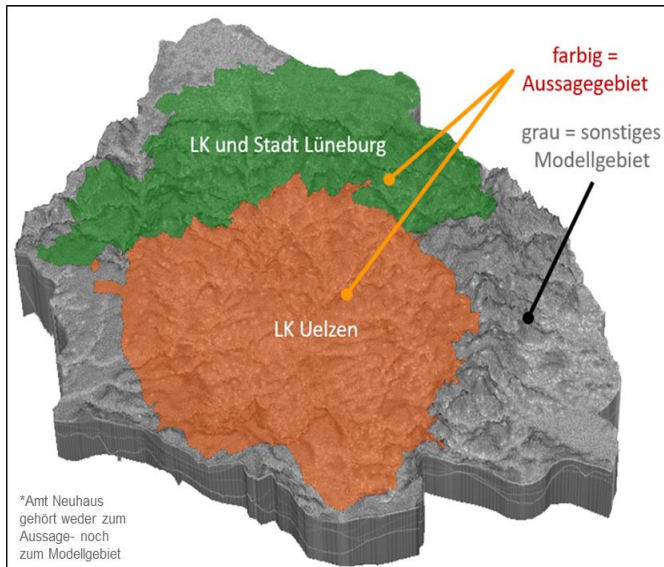 farbig =
Aussagegebiet
LK und Stadt Lüneburg
grau = sonstiges
Modellgebiet
LK Uelzen
*Amt Neuhaus
gehört weder zum
Aussage- noch
zum Modellgebiet